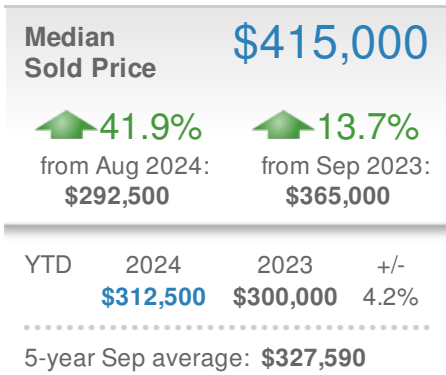 Median $415,000
Sold Price
41.9% 13.7%
from Aug 2024: from Sep 2023:
$292,500 $365,000
YTD 2024 2023 +/-
$312,500 $300,000 4.2%
5-year Sep average: $327,590